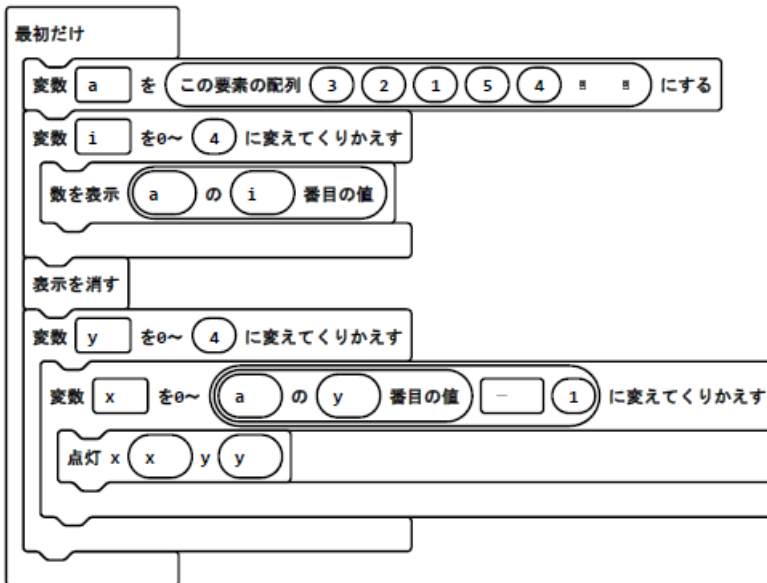 最初だけ
変数 a を この要素の配列 3 2 1 5 4 にする
変数 i を0～ 4 に変えてくりかえす
数を表示 a の i 番目の値
表示を消す
変数 y を0～ 4 に変えてくりかえす
変数 x を0～ a の y 番目の値 － 1 に変えてくりかえす
点灯 x x y y